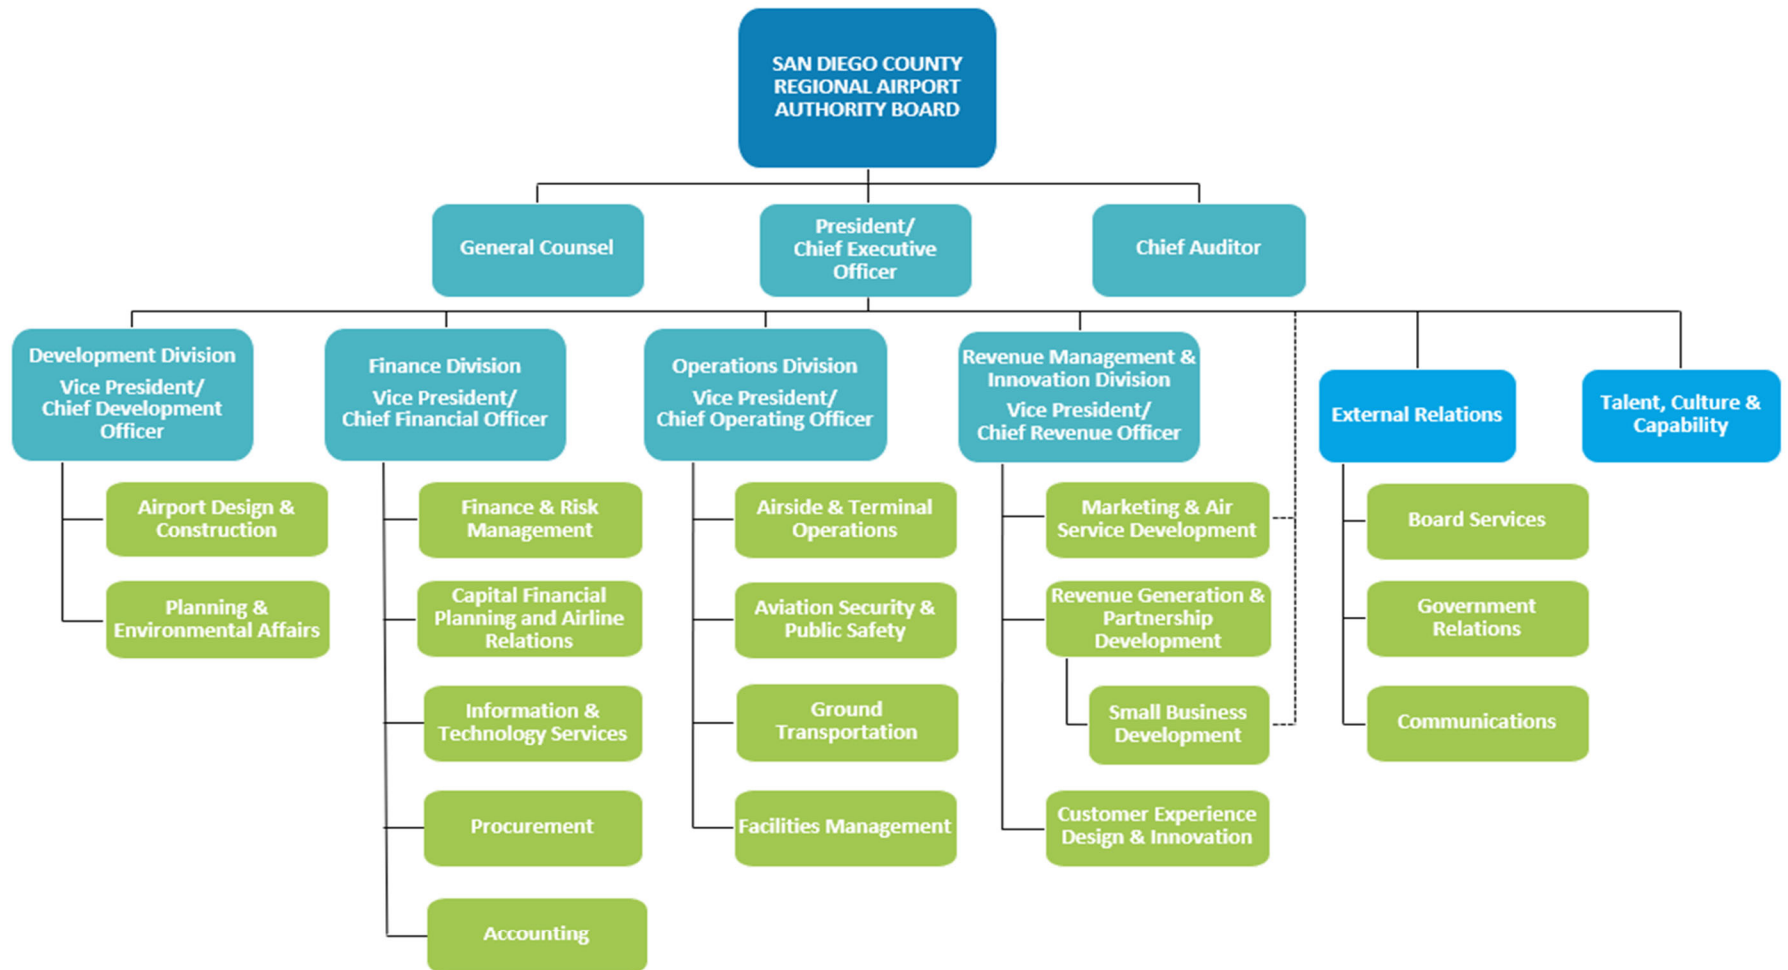 SAN DIEGO COUNTY
REGIONAL AIRPORT
AUTHORITY BOARD
General Counsel
President/
Chief Executive
Officer
Chief Auditor
Development Division
Vice President/
Chief Development
Officer
Finance Division
Vice President/
Chief Financial Officer
Operations Division
Vice President/
Chief Operating Officer
Revenue Management &
Innovation Division
Vice President/
Chief Revenue Officer
External Relations
Talent, Culture &
Capability
Airport Design &
Construction
Planning &
Environmental Affairs
Finance & Risk
Management
Capital Financial
Planning and Airline
Relations
Information &
Technology Services
Procurement
Accounting
Airside & Terminal
Operations
Aviation Security &
Public Safety
Ground
Transportation
Facilities Management
Marketing & Air
Service Development
Revenue Generation &
Partnership
Development
Small Business
Development
Customer Experience
Design & Innovation
Board Services
Government
Relations
Communications